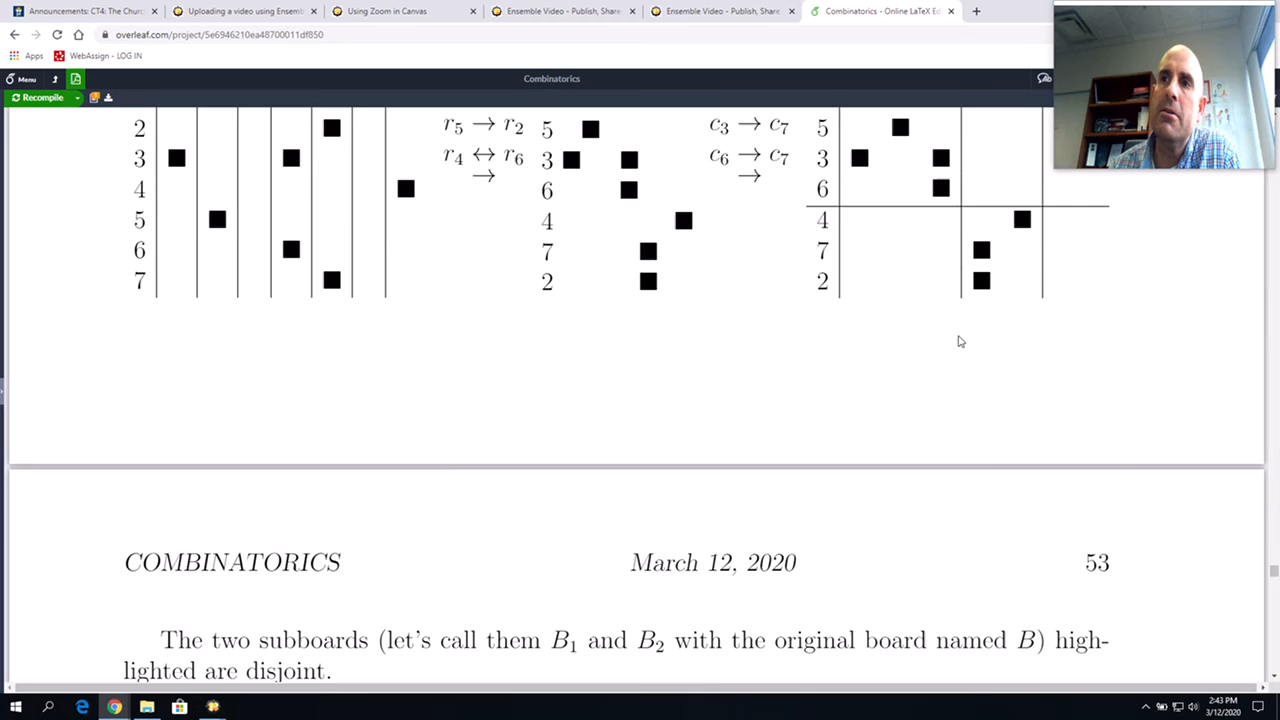 Announcements: CT4: The Churc
Uploading a video using Ensemb
Using Zoom in Canvas
Ensemble Video - Publish, Share
Ensemble Video - Publish, Share
Combinatorics - Online LaTeX Ed
overleaf.com/project/5e6946210ea48700011df850
Apps WebAssign - LOG IN
Menu Combinatorics
Recompile
2 r₅ → r₂ 5 c₃ → c₇ 5
3 r₄ ↔ r₆ 3 c₆ → c₇ 3
4 → 6 → 6
5 4 4
6 7 7
7 2 2
COMBINATORICS March 12, 2020 53
The two subboards (let's call them B₁ and B₂ with the original board named B) high-
lighted are disjoint.
2:43 PM
3/12/2020